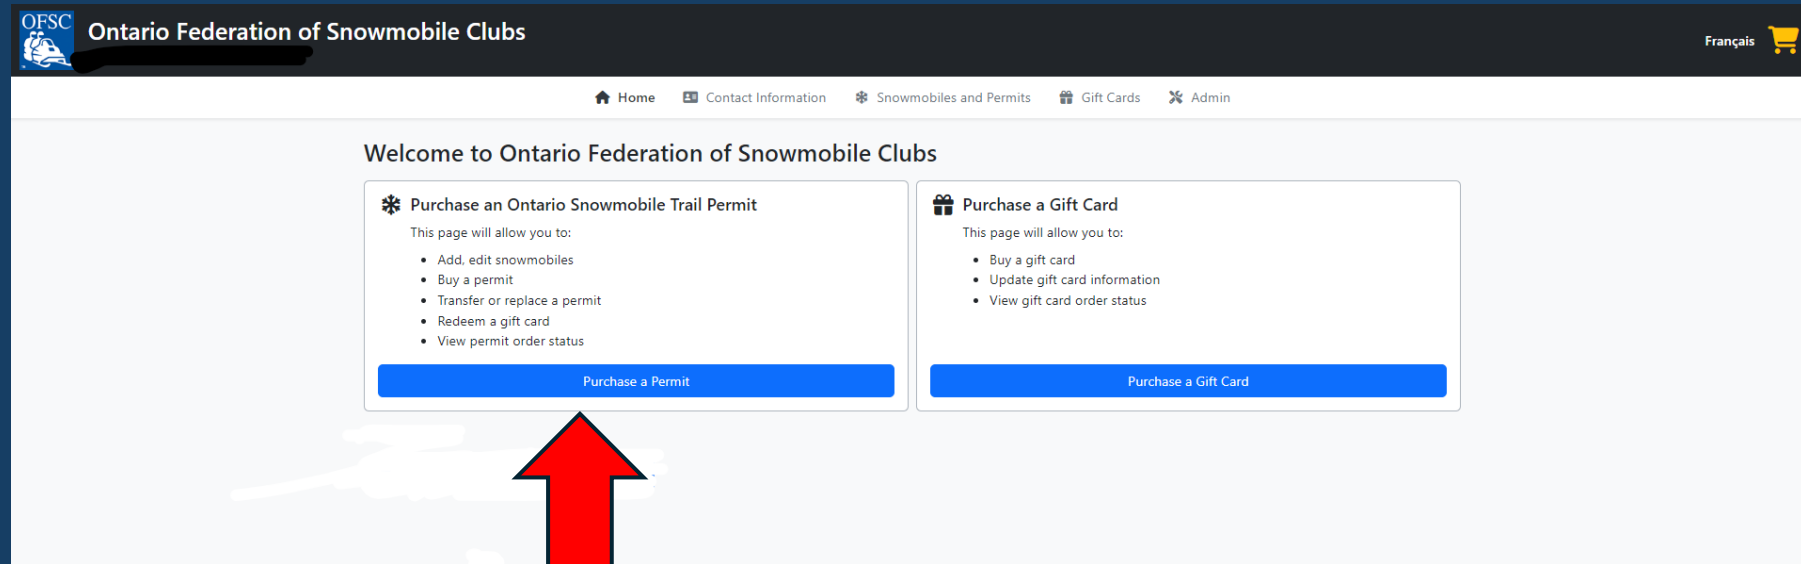 OFSC
Ontario Federation of Snowmobile Clubs
Français
Home Contact Information Snowmobiles and Permits Gift Cards Admin
Welcome to Ontario Federation of Snowmobile Clubs
Purchase an Ontario Snowmobile Trail Permit
This page will allow you to:
• Add, edit snowmobiles
• Buy a permit
• Transfer or replace a permit
• Redeem a gift card
• View permit order status
Purchase a Permit
Purchase a Gift Card
This page will allow you to:
• Buy a gift card
• Update gift card information
• View gift card order status
Purchase a Gift Card